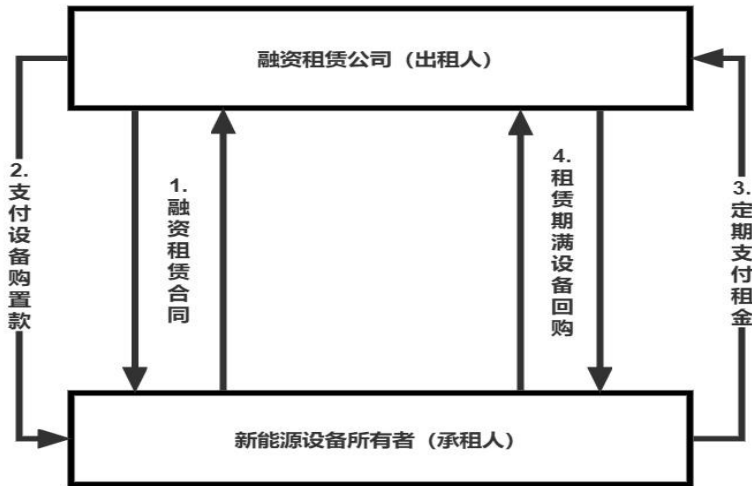 融资租赁公司（出租人）
2.支付设备购置款
1.融资租赁合同
4.租赁期满设备回购
3.定期支付租金
新能源设备所有者（承租人）